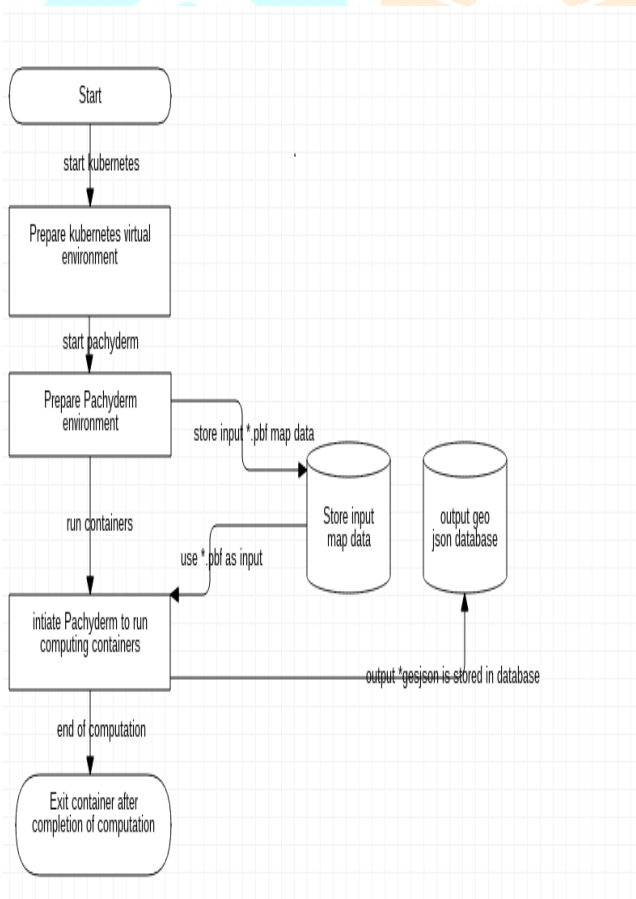 Start
start kubernetes
Prepare kubernetes virtual
environment
start pachyderm
Prepare Pachyderm
environment
store input *.pbf map data
Store input
map data
output geo
json database
run containers
use *.pbf as input
intiate Pachyderm to run
computing containers
output *gesjson is stored in database
end of computation
Exit container after
completion of computation